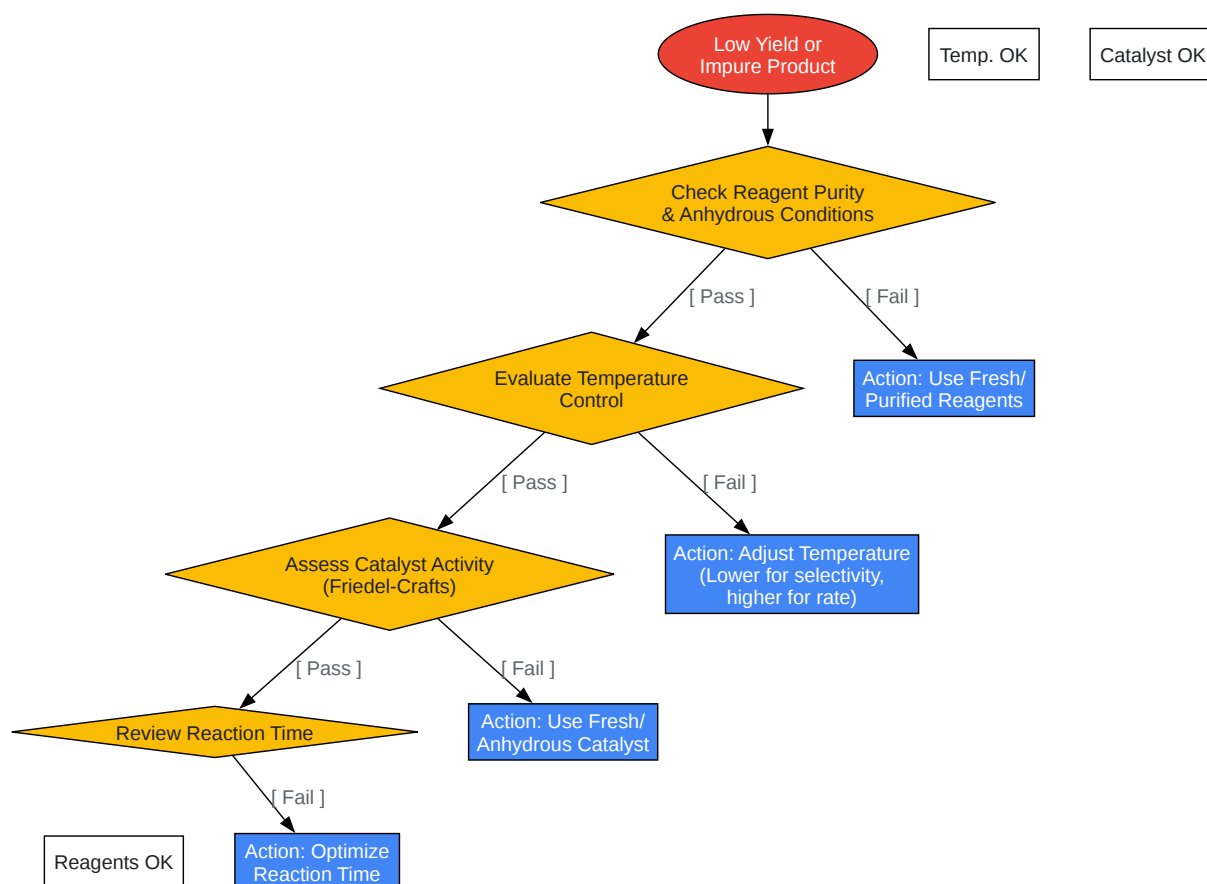 Low Yield or
Impure Product
Temp. OK
Catalyst OK
Check Reagent Purity
& Anhydrous Conditions
[ Pass ]
[ Fail ]
Evaluate Temperature
Control
Action: Use Fresh/
Purified Reagents
[ Pass ]
[ Fail ]
Assess Catalyst Activity
(Friedel-Crafts)
Action: Adjust Temperature
(Lower for selectivity,
higher for rate)
[ Pass ]
[ Fail ]
Review Reaction Time
Action: Use Fresh/
Anhydrous Catalyst
[ Fail ]
Reagents OK
Action: Optimize
Reaction Time